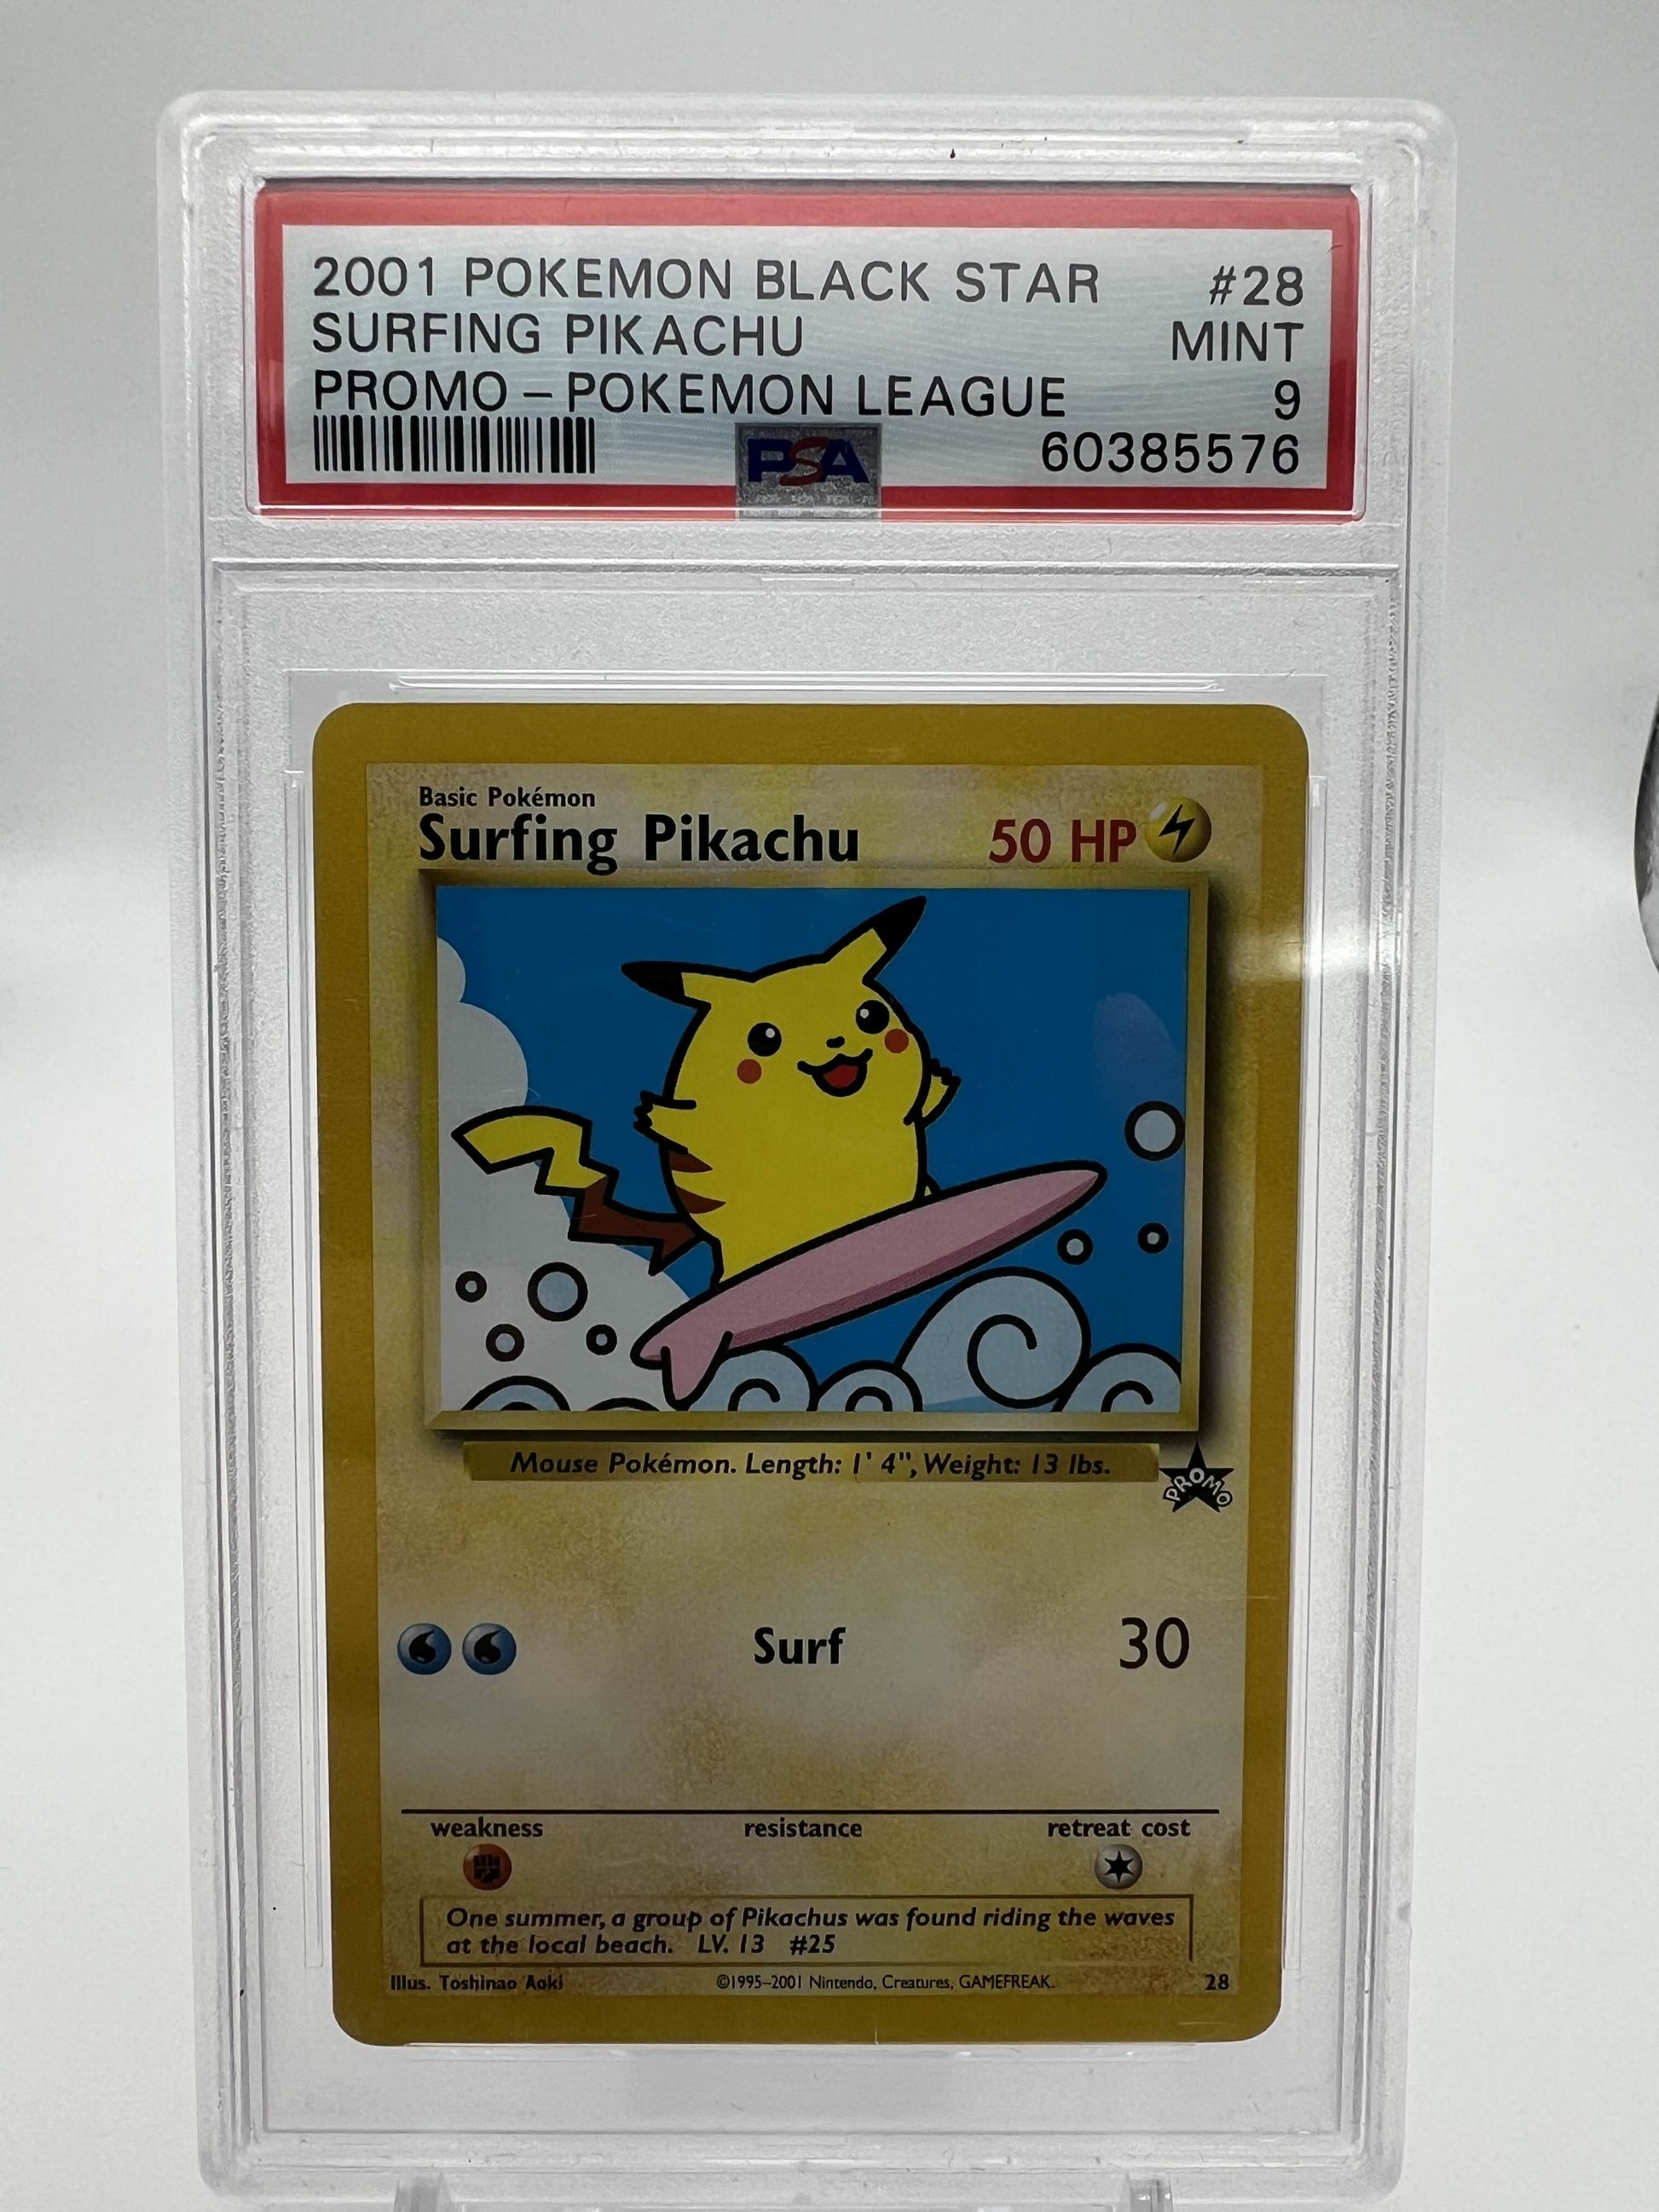 2001 POKEMON BLACK STAR #28
SURFING PIKACHU MINT
PROMO – POKEMON LEAGUE 9
PSA 60385576
Basic Pokémon
Surfing Pikachu 50 HP
Mouse Pokémon. Length: 1' 4", Weight: 13 lbs.
PROMO
Surf 30
weakness resistance retreat cost
One summer, a group of Pikachus was found riding the waves
at the local beach. LV. 13 #25
Illus. Toshinao Aoki ©1995–2001 Nintendo, Creatures, GAMEFREAK. 28